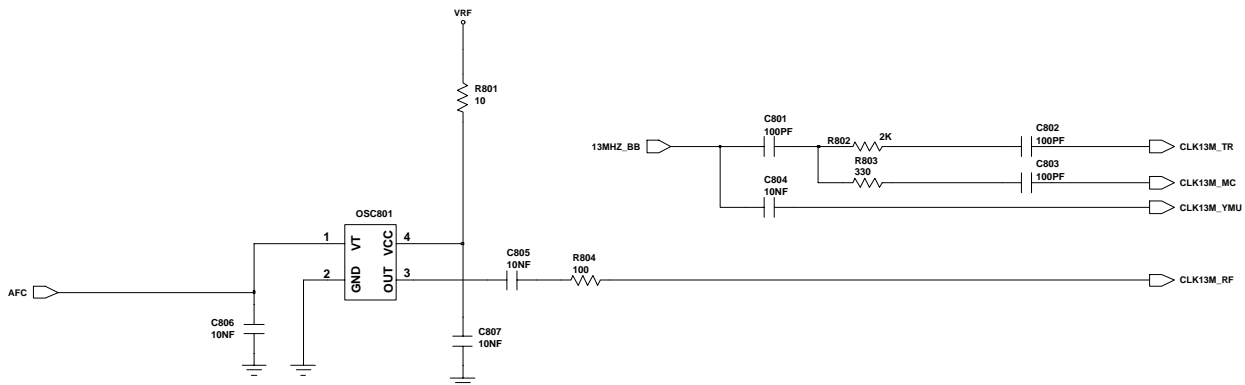 VRF
R801
10
C801
100PF
C802
100PF
13MHZ_BB
R802
2K
CLK13M_TR
R803
330
C803
100PF
CLK13M_MC
C804
10NF
CLK13M_YMU
OSC801
1
VT
VCC
4
2
GND
OUT
3
C805
10NF
R804
100
CLK13M_RF
AFC
C806
10NF
C807
10NF